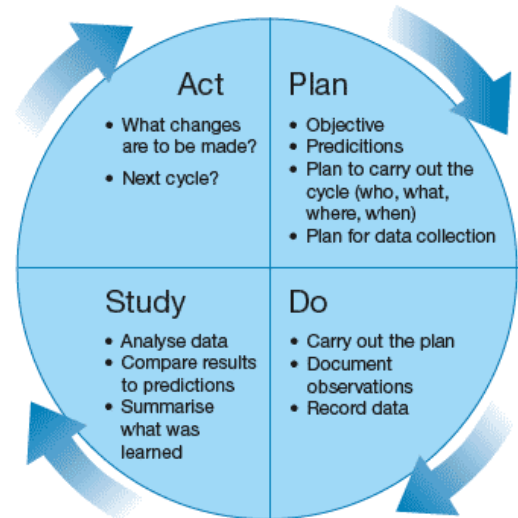 Act
• What changes
are to be made?
• Next cycle?
Plan
• Objective
• Predicitions
• Plan to carry out the
cycle (who, what,
where, when)
• Plan for data collection
Study
• Analyse data
• Compare results
to predictions
• Summarise
what was
learned
Do
• Carry out the plan
• Document
observations
• Record data